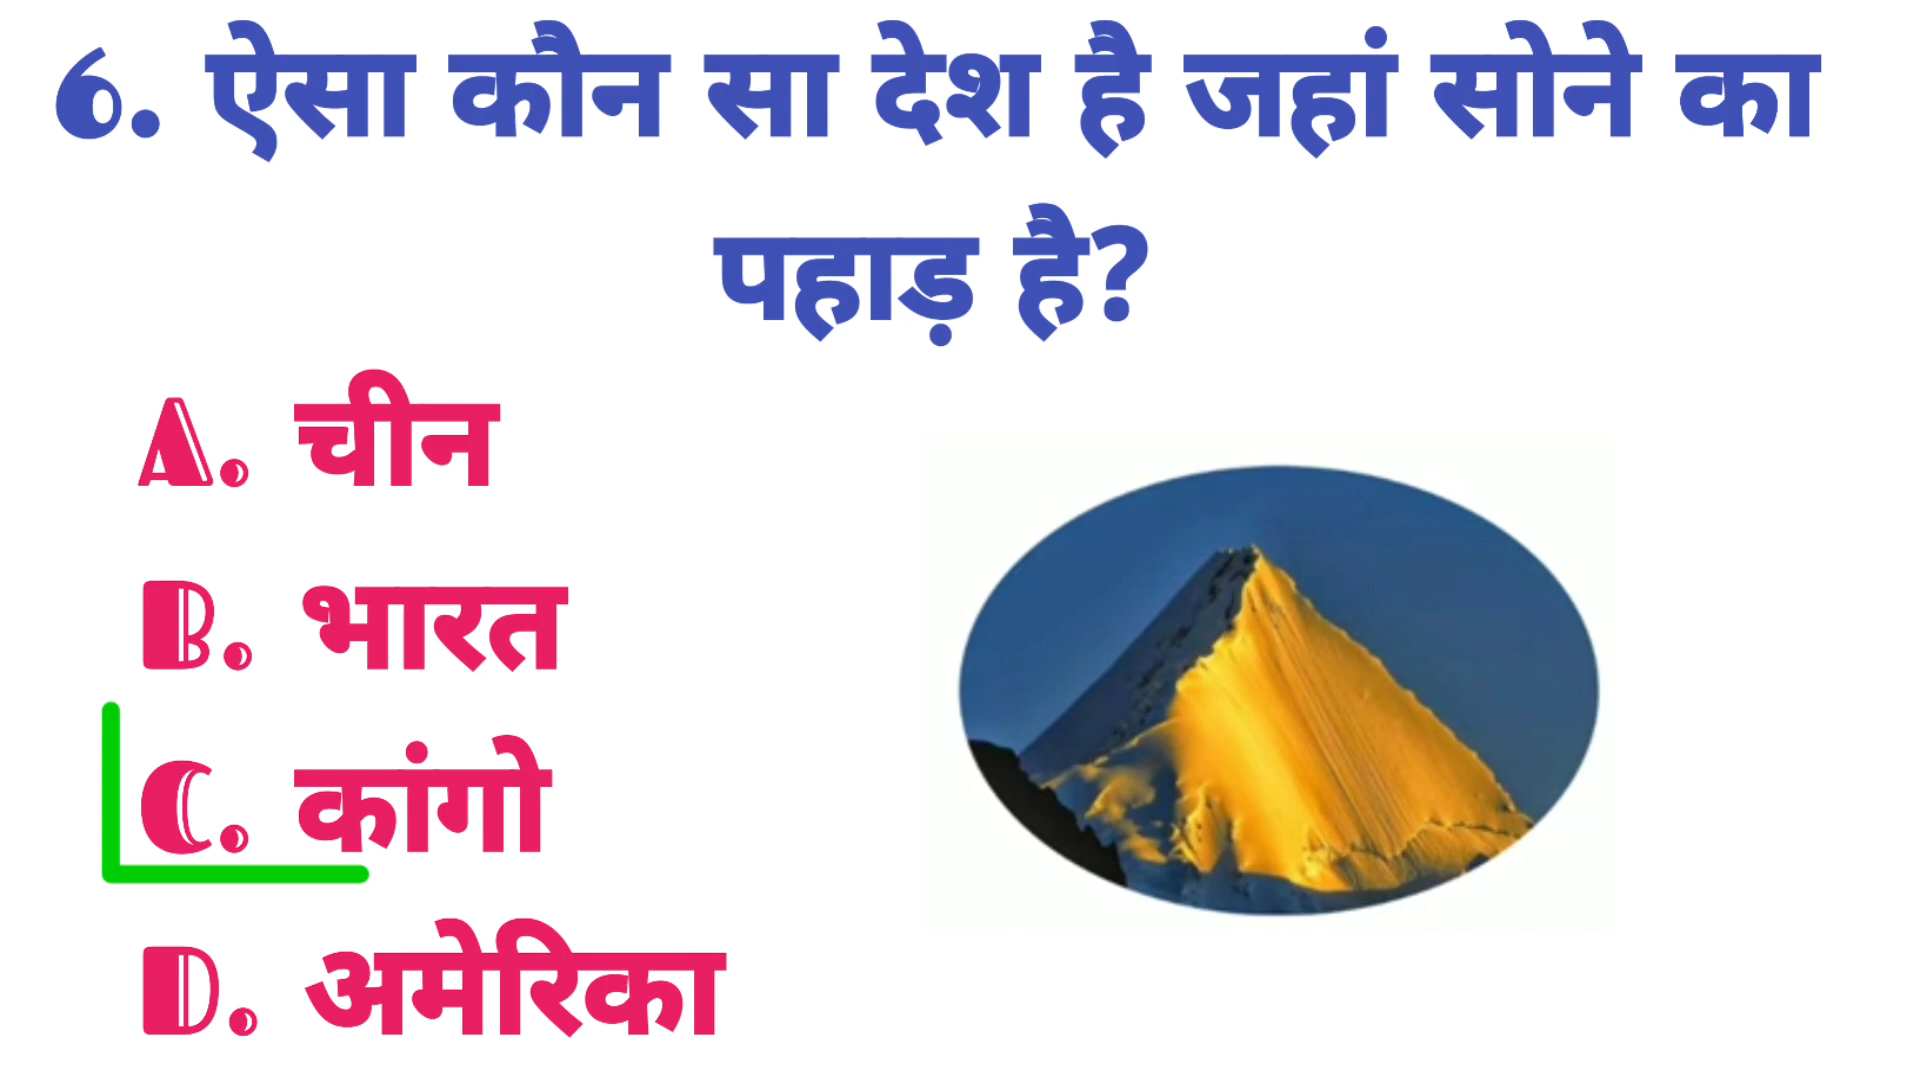 6. ऐसा कौन सा देश है जहां सोने का
पहाड़ है?
A. चीन
B. भारत
C. कांगो
D. अमेरिका